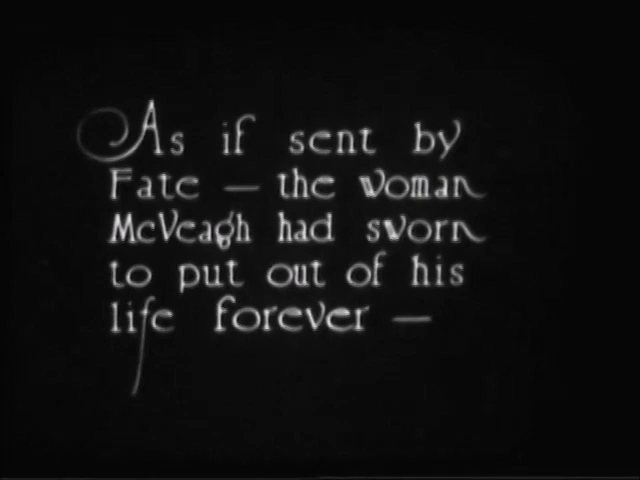 As if sent by
Fate — the woman
McVeagh had sworn
to put out of his
life forever —